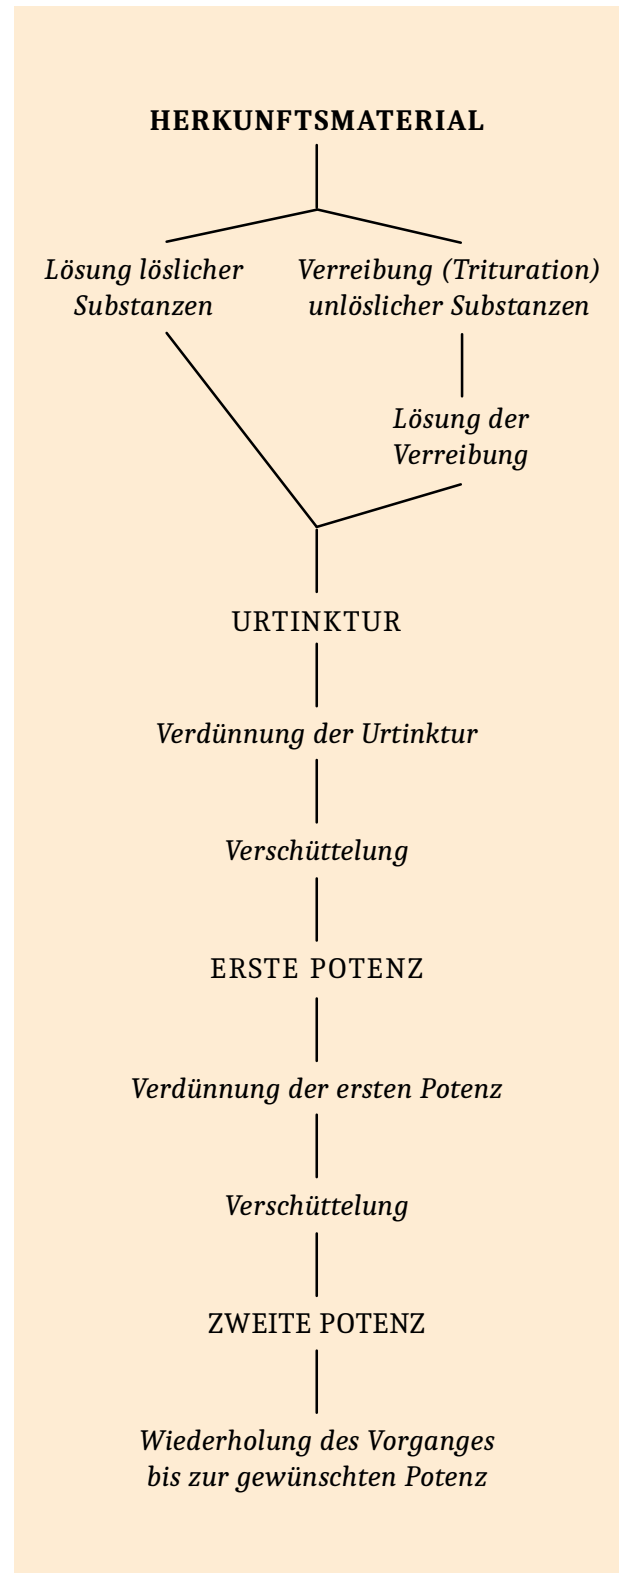 HERKUNFTSMATERIAL
Lösung löslicher
Substanzen
Verreibung (Trituration)
unlöslicher Substanzen
Lösung der
Verreibung
URTINKTUR
Verdünnung der Urtinktur
Verschüttelung
ERSTE POTENZ
Verdünnung der ersten Potenz
Verschüttelung
ZWEITE POTENZ
Wiederholung des Vorganges
bis zur gewünschten Potenz